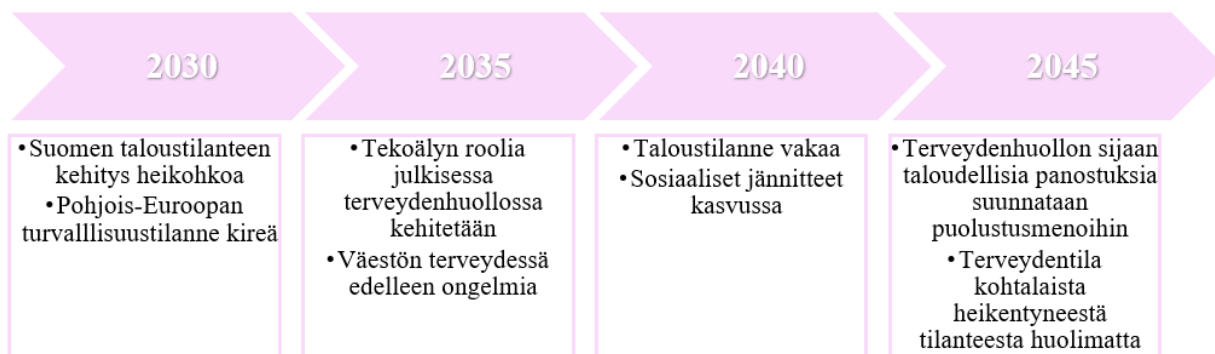 2030
2035
2040
2045
•Suomen taloustilanteen
kehitys heikohkoa
•Pohjois-Euroopan
turvalllisuustilanne kireä
•Tekoälyn roolia
julkisessa
terveydenhuollossa
kehitetään
•Väestön terveydessä
edelleen ongelmia
•Taloustilanne vakaa
•Sosiaaliset jännitteet
kasvussa
•Terveydenhuollon sijaan
taloudellisia panostuksia
suunnataan
puolustusmenoihin
•Terveydentila
kohtalaista
heikentyneestä
tilanteesta huolimatta